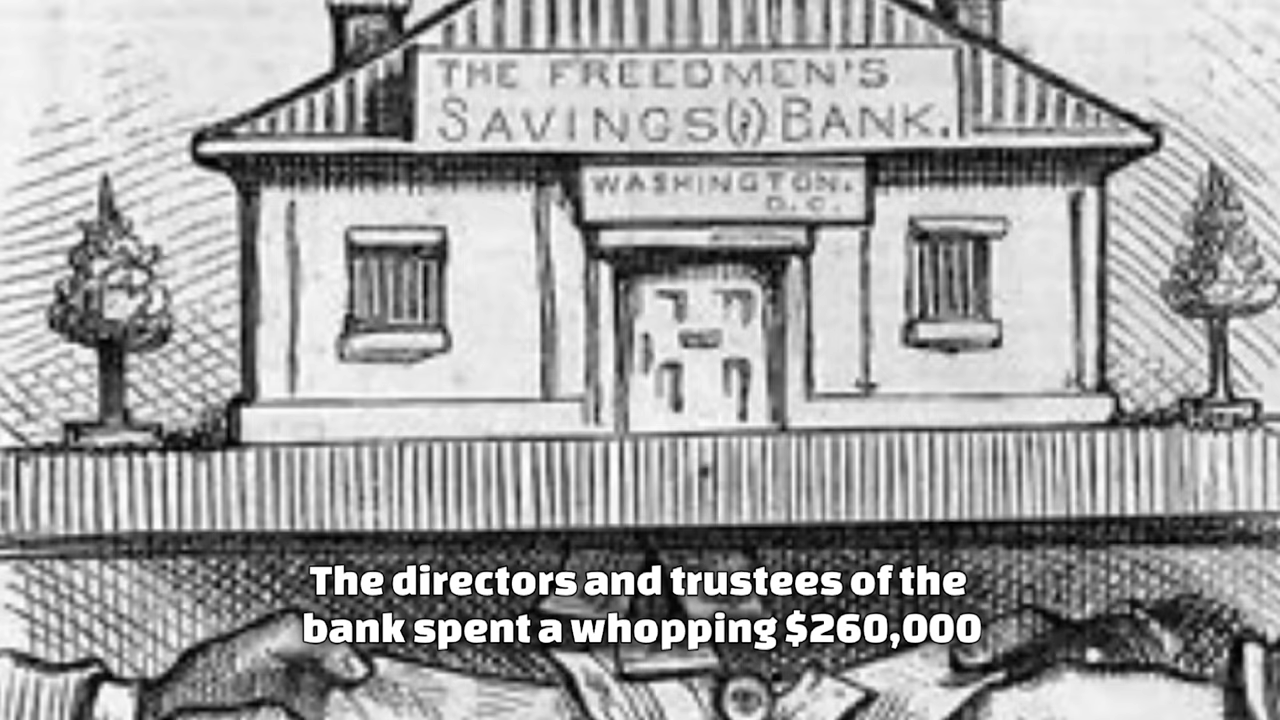 THE FREEDMEN'S
SAVINGS(?) BANK.
WASHINGTON.
D.C.
The directors and trustees of the
bank spent a whopping $260,000